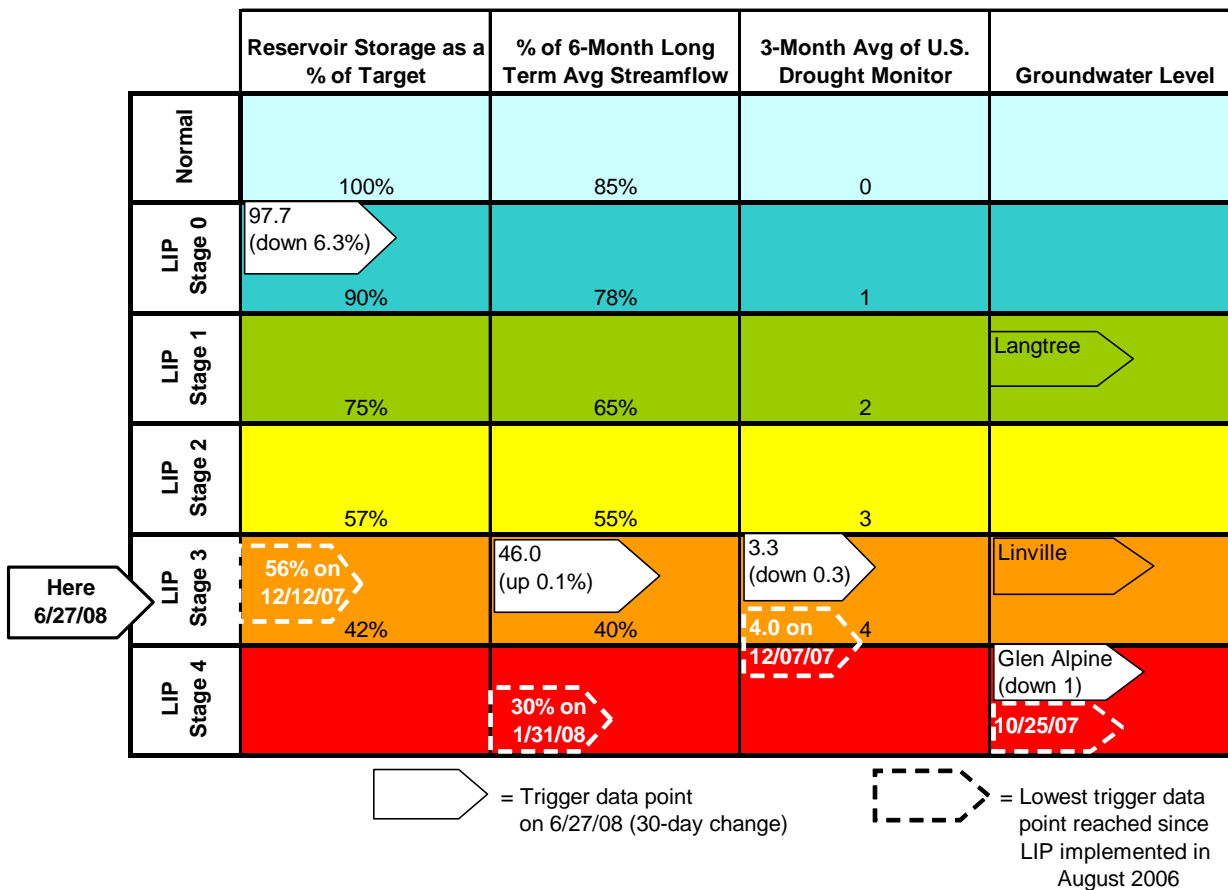 Reservoir Storage as a
% of Target
% of 6-Month Long
Term Avg Streamflow
3-Month Avg of U.S.
Drought Monitor
Groundwater Level
Normal
100%
85%
0
LIP
Stage 0
97.7
(down 6.3%)
90%
78%
1
LIP
Stage 1
Langtree
75%
65%
2
LIP
Stage 2
57%
55%
3
Here
6/27/08
LIP
Stage 3
56% on
12/12/07
42%
46.0
(up 0.1%)
40%
3.3
(down 0.3)
4.0 on
12/07/07
4
Linville
LIP
Stage 4
30% on
1/31/08
Glen Alpine
(down 1)
10/25/07
= Trigger data point
on 6/27/08 (30-day change)
= Lowest trigger data
point reached since
LIP implemented in
August 2006